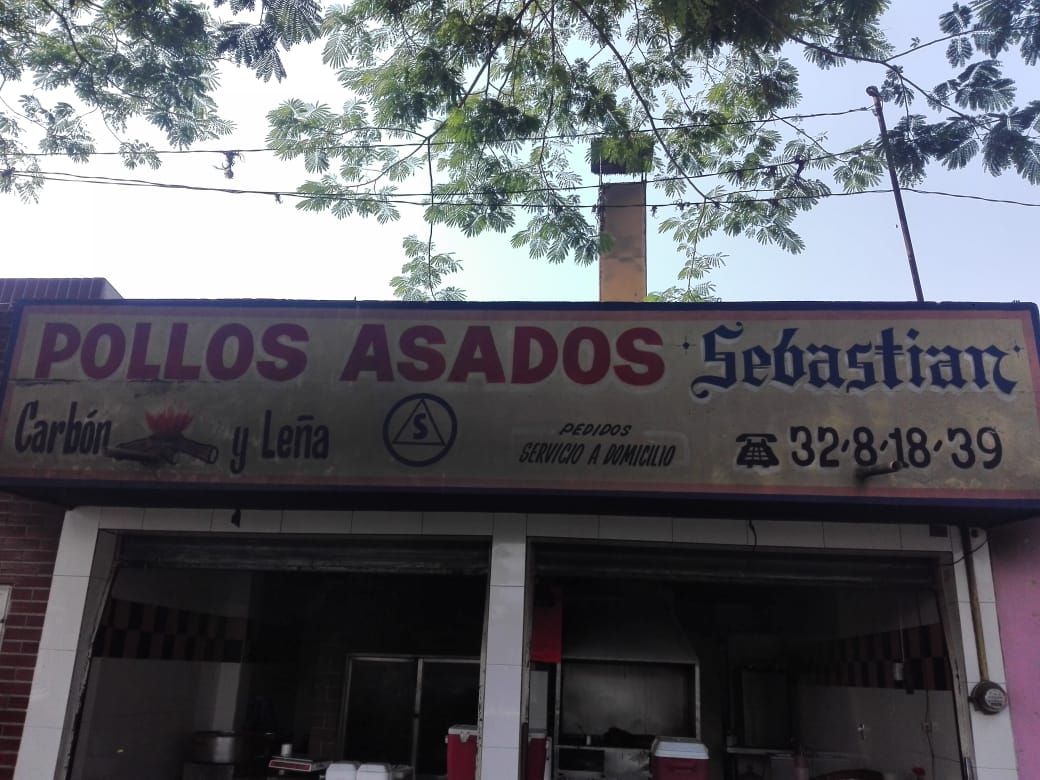 POLLOS ASADOS Sebastian
Carbón y Leña
S
PEDIDOS
SERVICIO A DOMICILIO
32-8-18-39